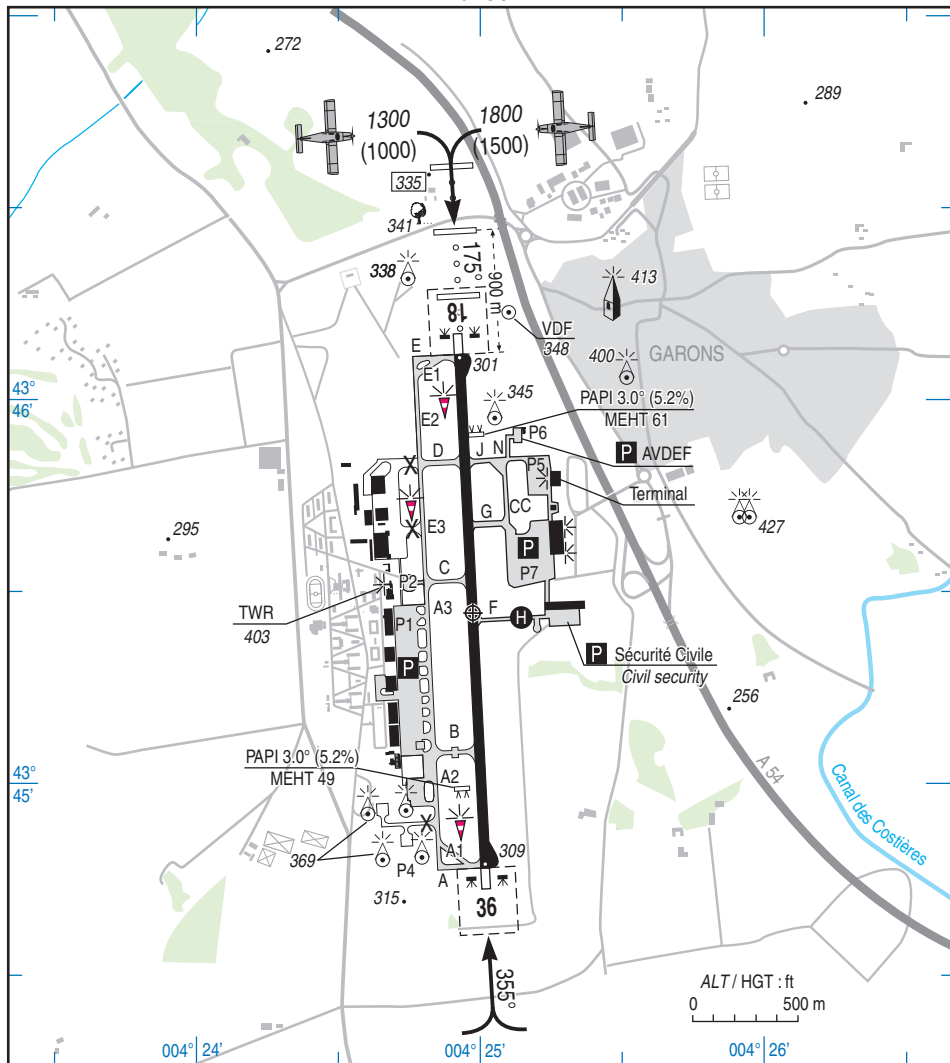 272
289
1300
(1000)
1800
(1500)
335
341
338
175°
900 m
18
413
VDF
348
E
301
400
GARONS
E1
43°
46'
345
E2
PAPI 3.0° (5.2%)
MEHT 61
P6
D
J
N
P AVDEF
P5
Terminal
CC
G
E3
427
295
P
C
P7
P2
TWR
403
A3
F
H
P1
P
P Sécurité Civile
Civil security
256
B
PAPI 3.0° (5.2%)
MEHT 49
A2
43°
45'
A 54
Canal des Costières
369
A1
309
P4
A
315
36
355°
ALT / HGT : ft
0 500 m
004° 24'
004° 25'
004° 26'